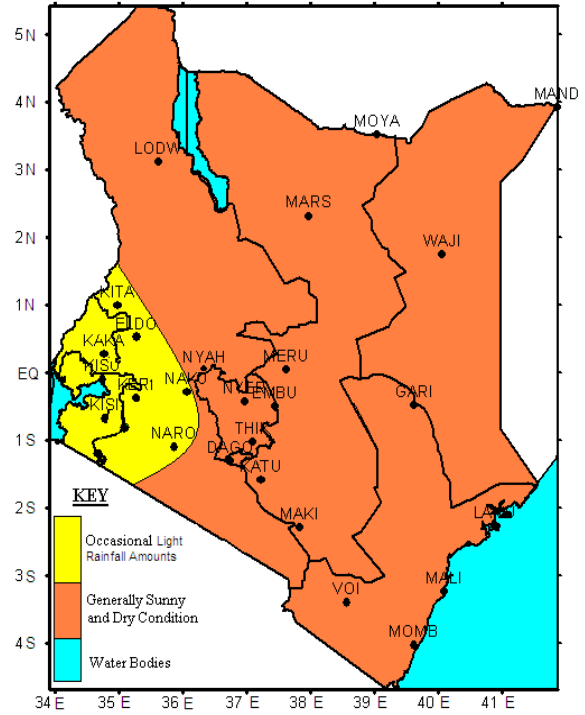 5N
4N
MAND
MOYA
LODW
3N
MARS
2N
WAJI
1N
KITA
ELDO
KAKA
NYAH
MERU
EQ
KISU
KERI
NAKU
NYER
EMBU
GARI
KISI
THIK
1S
NARO
DAGO
KATU
KEY
2S
MAKI
Occasional Light
Rainfall Amounts
3S
VOI
MALI
Generally Sunny
and Dry Condition
MOMB
4S
Water Bodies
34 E 35 E 36 E 37 E 38 E 39 E 40 E 41 E